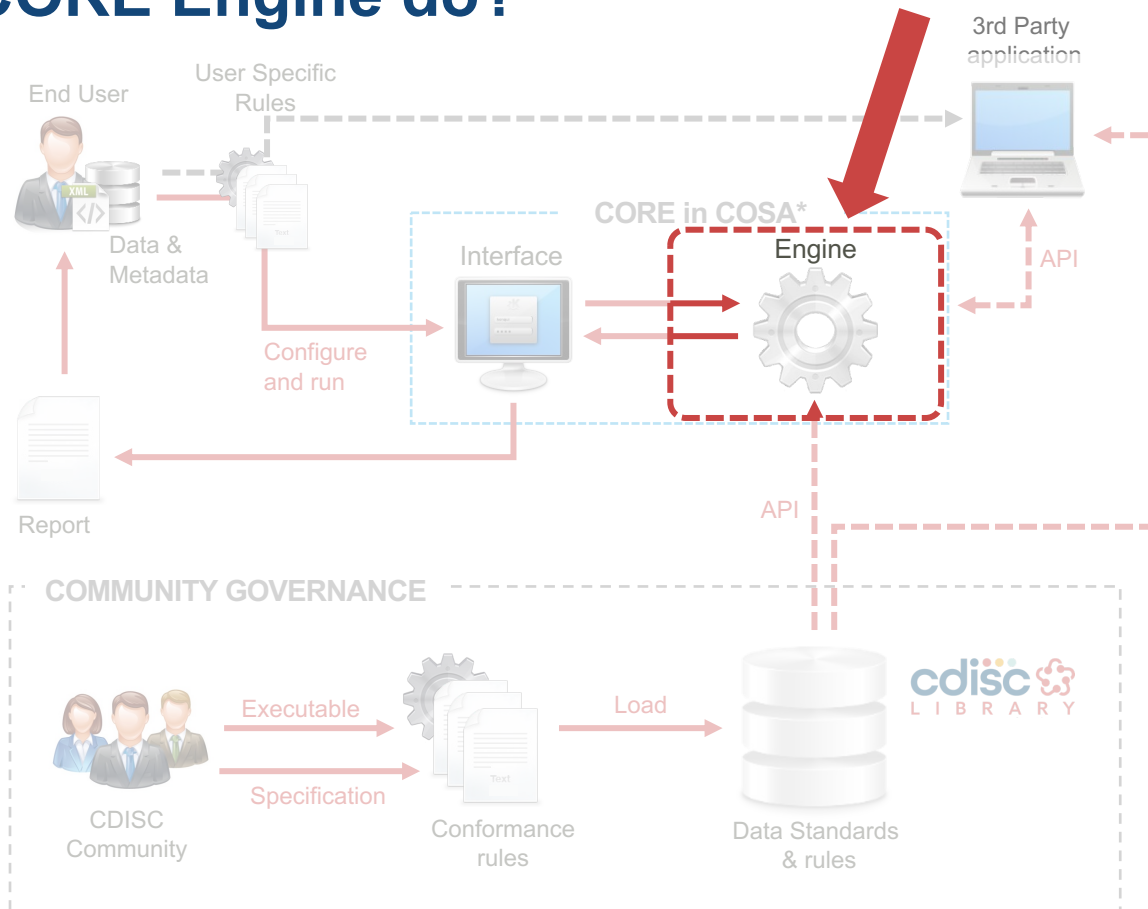 CORE Engine do?
3rd Party
application
User Specific
Rules
End User
XML
</>
Text
Data &
Metadata
CORE in COSA*
Interface
Engine
API
Configure
and run
Report
API
COMMUNITY GOVERNANCE
cdisc
LIBRARY
Executable
Load
Specification
Text
CDISC
Community
Conformance
rules
Data Standards
& rules